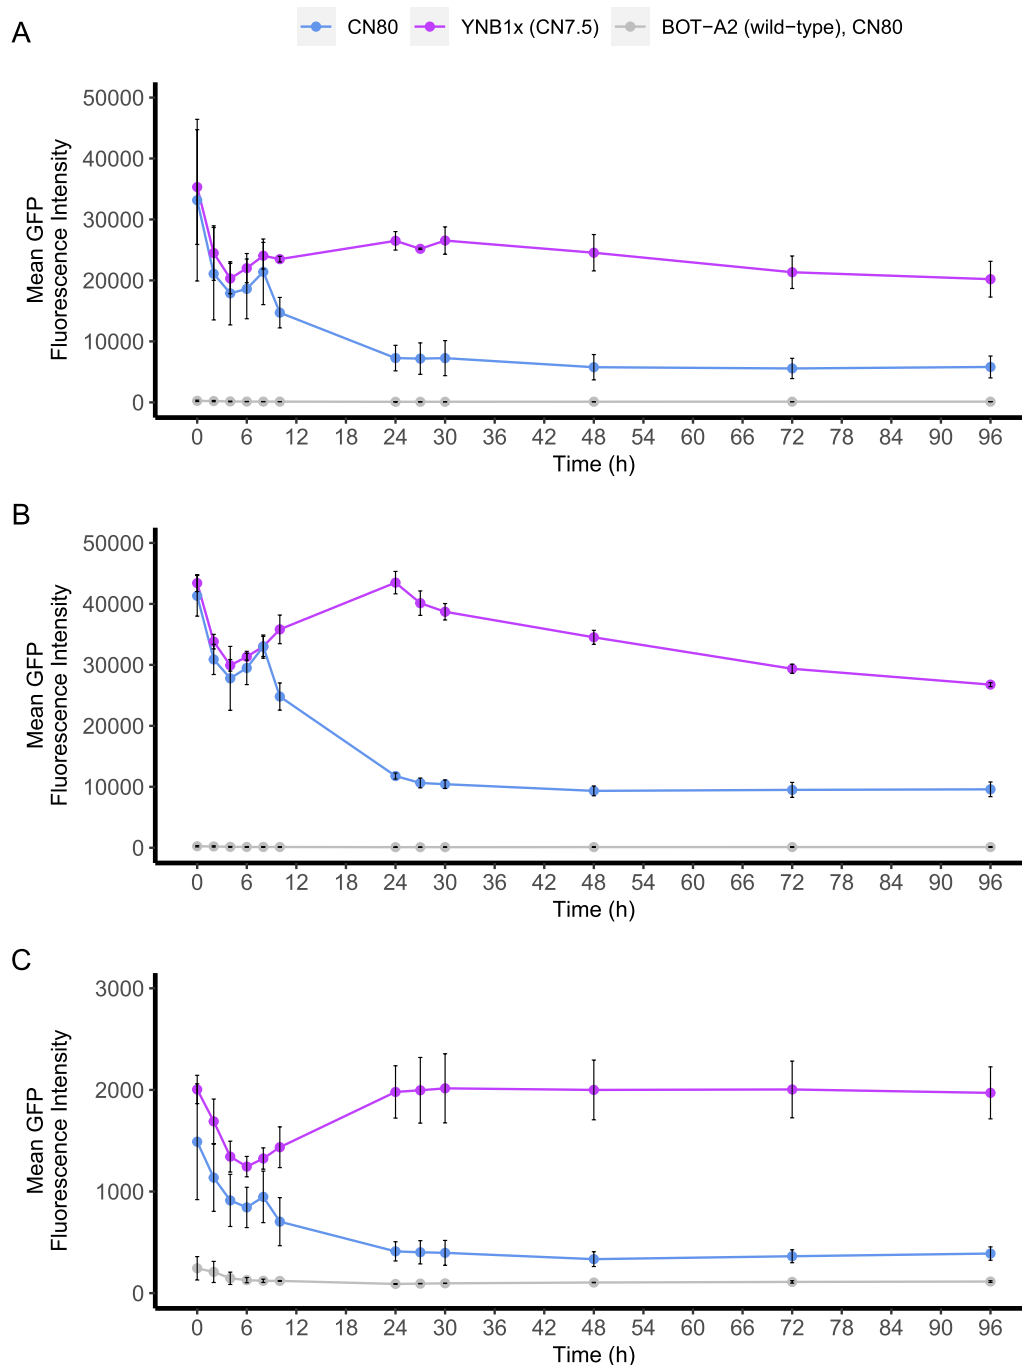 A
CN80 YNB1x (CN7.5) BOT−A2 (wild−type), CN80
Mean GFP
Fluorescence Intensity
50000
40000
30000
20000
10000
0
0 6 12 18 24 30 36 42 48 54 60 66 72 78 84 90 96
Time (h)
B
Mean GFP
Fluorescence Intensity
50000
40000
30000
20000
10000
0
0 6 12 18 24 30 36 42 48 54 60 66 72 78 84 90 96
Time (h)
C
Mean GFP
Fluorescence Intensity
3000
2000
1000
0
0 6 12 18 24 30 36 42 48 54 60 66 72 78 84 90 96
Time (h)